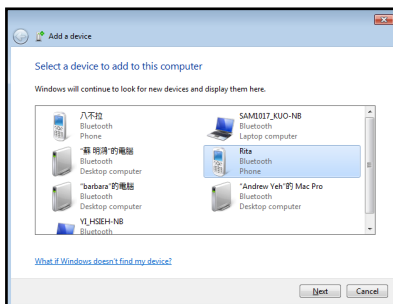 Add a device
Select a device to add to this computer
Windows will continue to look for new devices and display them here.
八不拉
Bluetooth
Phone
SAM1017_KUO-NB
Bluetooth
Laptop computer
"蘇 明鴻"的電腦
Bluetooth
Desktop computer
Rita
Bluetooth
Phone
"barbara"的電腦
Bluetooth
Desktop computer
"Andrew Yeh"的 Mac Pro
Bluetooth
Desktop computer
YI_HSIEH-NB
Bluetooth
What if Windows doesn't find my device?
Next
Cancel